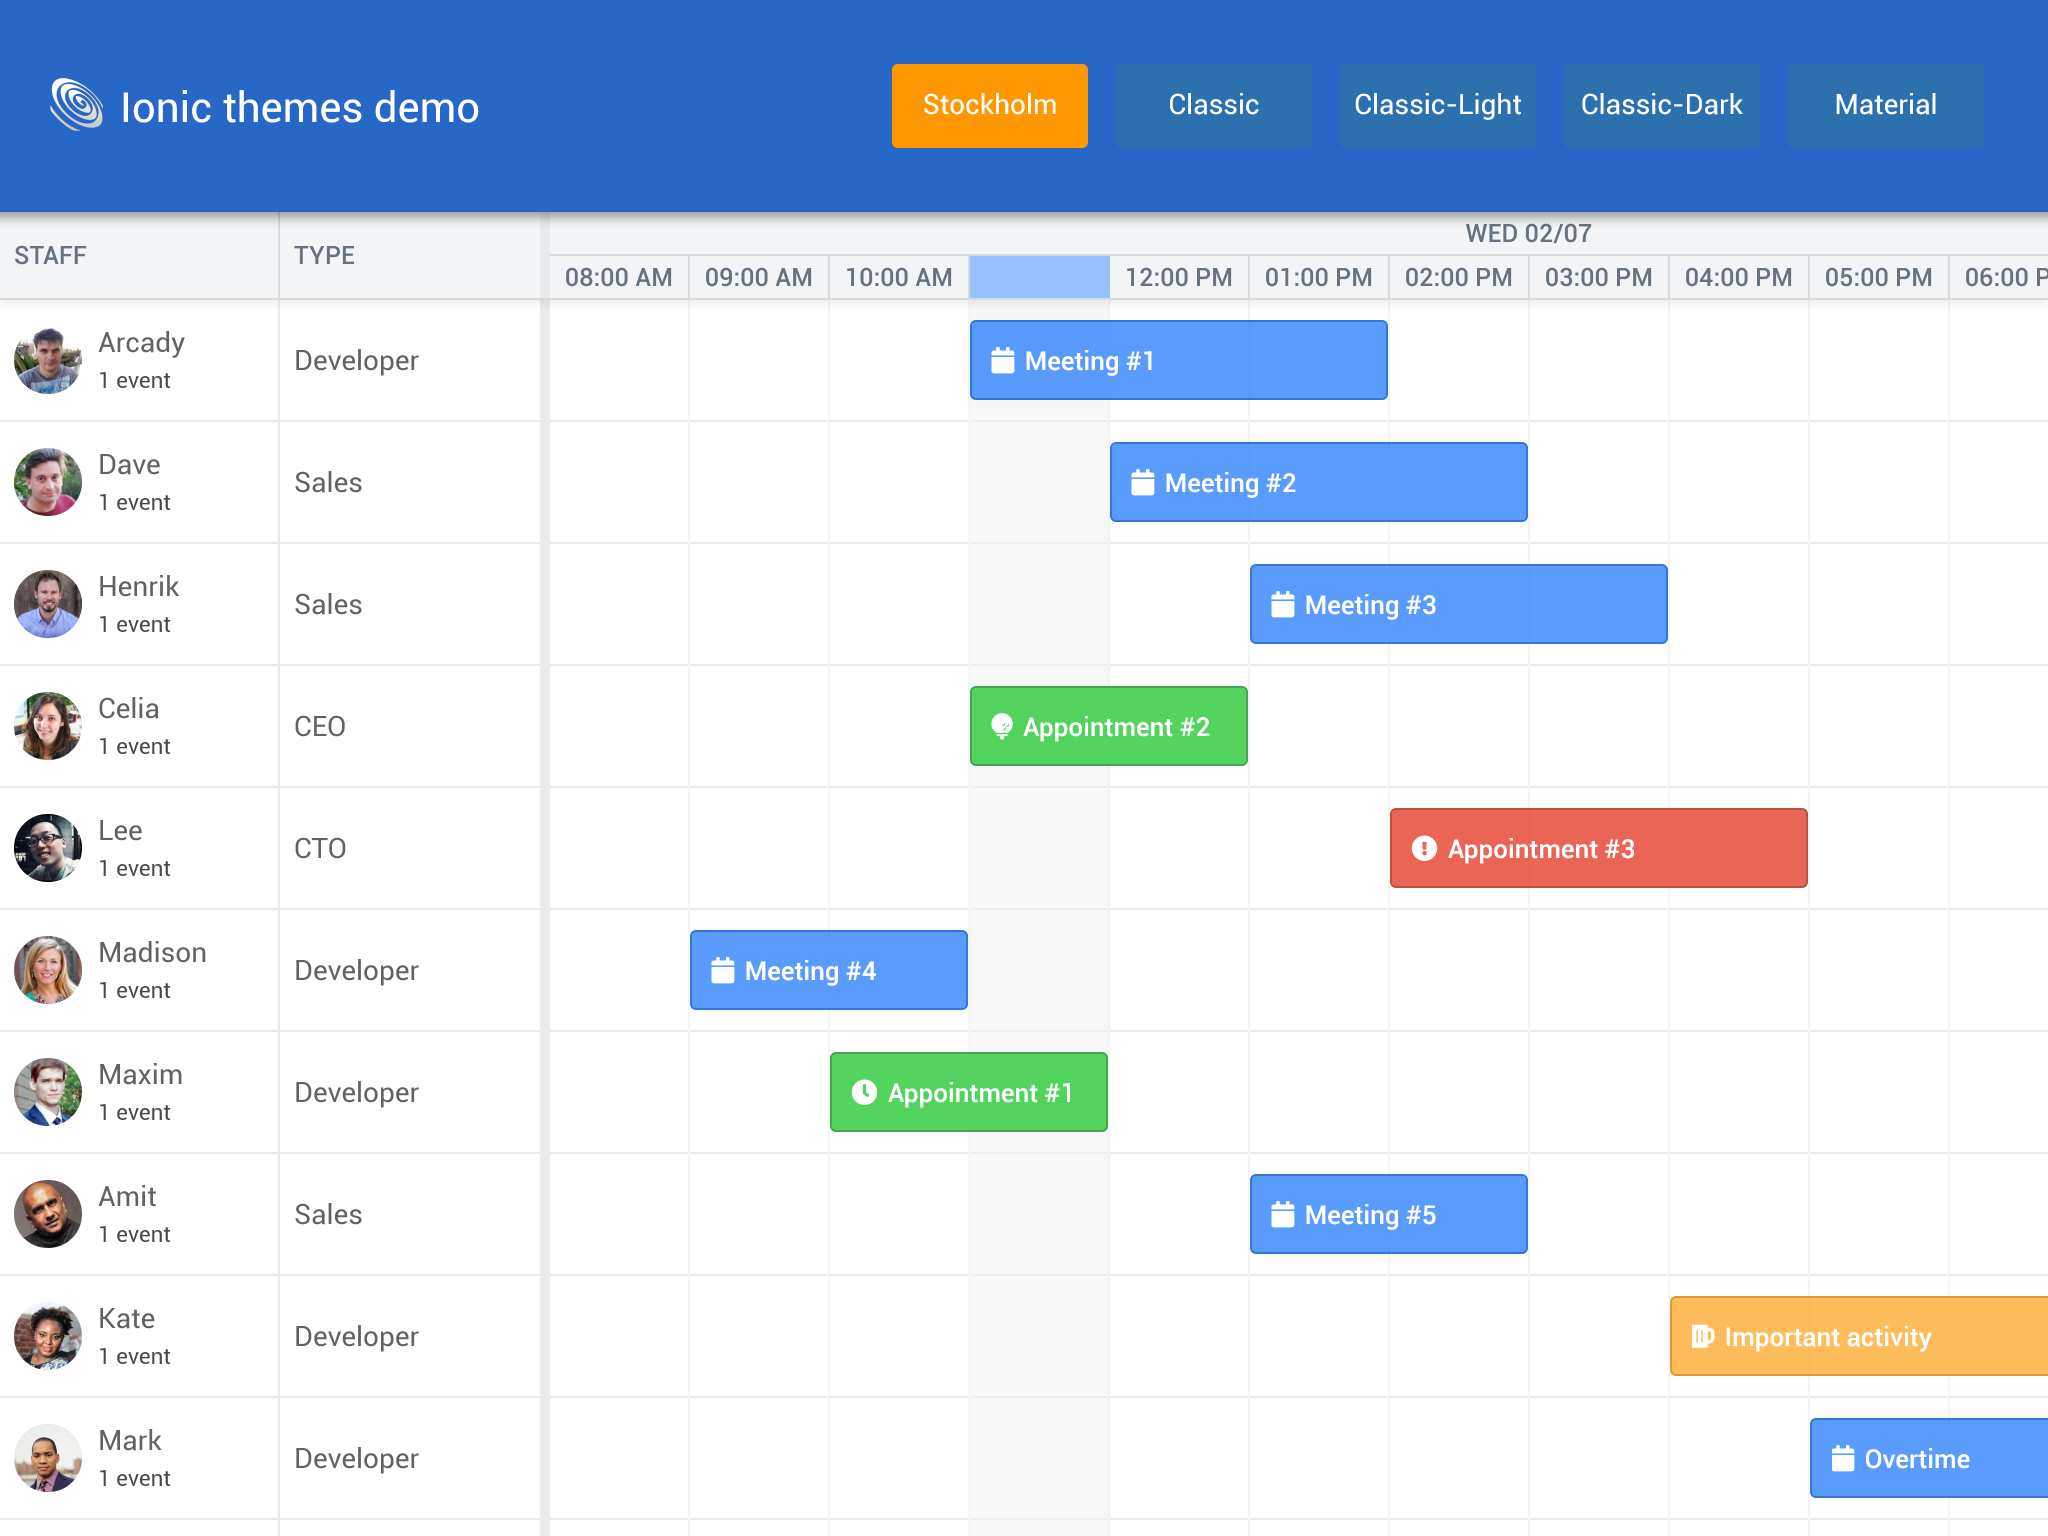 Ionic themes demo
Stockholm
Classic
Classic-Light
Classic-Dark
Material
STAFF
TYPE
WED 02/07
08:00 AM
09:00 AM
10:00 AM
12:00 PM
01:00 PM
02:00 PM
03:00 PM
04:00 PM
05:00 PM
06:00 P
Arcady
1 event
Developer
Meeting #1
Dave
1 event
Sales
Meeting #2
Henrik
1 event
Sales
Meeting #3
Celia
1 event
CEO
Appointment #2
Lee
1 event
CTO
Appointment #3
Madison
1 event
Developer
Meeting #4
Maxim
1 event
Developer
Appointment #1
Amit
1 event
Sales
Meeting #5
Kate
1 event
Developer
Important activity
Mark
1 event
Developer
Overtime